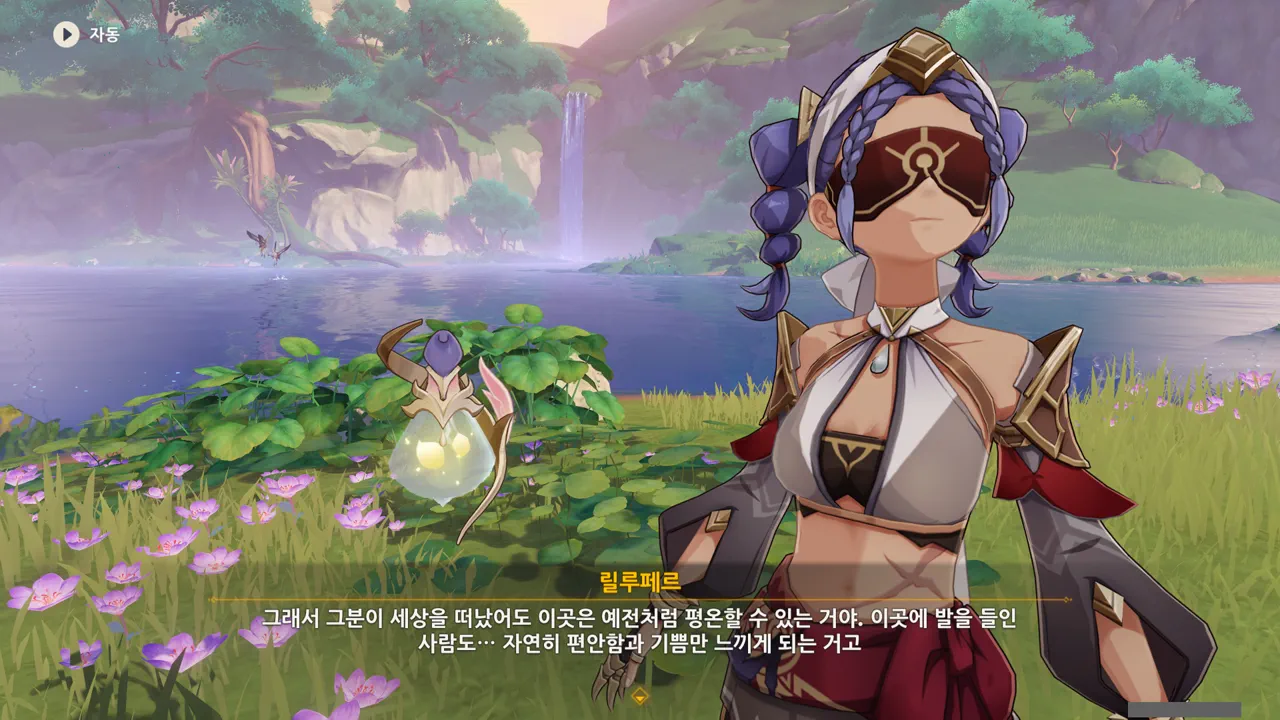 자동
릴루페르
그래서 그분이 세상을 떠났어도 이곳은 예전처럼 평온할 수 있는 거야. 이곳에 발을 들인
사람도… 자연히 편안함과 기쁨만 느끼게 되는 거고